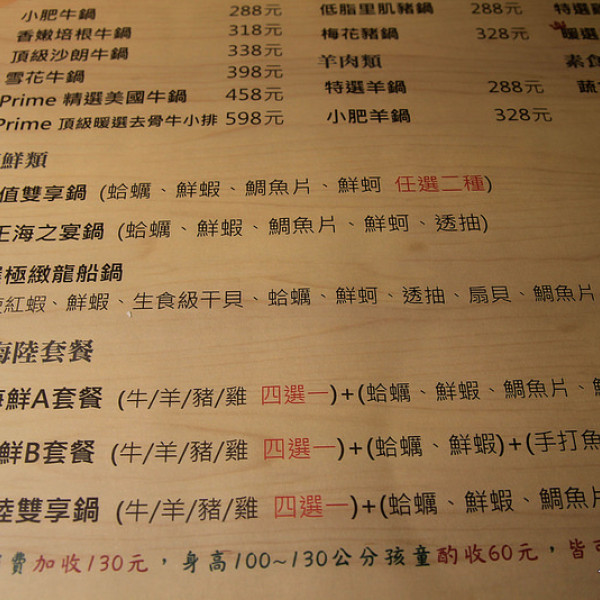 小肥牛鍋 288元 低脂里肌豬鍋 288元 特選
香嫩培根牛鍋 318元 梅花豬鍋 328元 暖選
頂級沙朗牛鍋 338元 羊肉類 素食
雪花牛鍋 398元 特選羊鍋 288元
Prime 精選美國牛鍋 458元 小肥羊鍋 328元
Prime 頂級暖選去骨牛小排 598元
鮮類
值雙享鍋 (蛤蠣、鮮蝦、鯛魚片、鮮蚵 任選二種)
王海之宴鍋 (蛤蠣、鮮蝦、鯛魚片、鮮蚵、透抽)
極緻龍船鍋
紅蝦、鮮蝦、生食級干貝、蛤蠣、鮮蚵、透抽、扇貝、鯛魚片
海陸套餐
海鮮A套餐 (牛/羊/豬/雞 四選一)+(蛤蠣、鮮蝦、鯛魚片、
鮮B套餐 (牛/羊/豬/雞 四選一)+(蛤蠣、鮮蝦)+(手打魚
陸雙享鍋 (牛/羊/豬/雞 四選一)+(蛤蠣、鮮蝦、鯛魚片
費加收130元，身高100~130公分孩童酌收60元，皆可